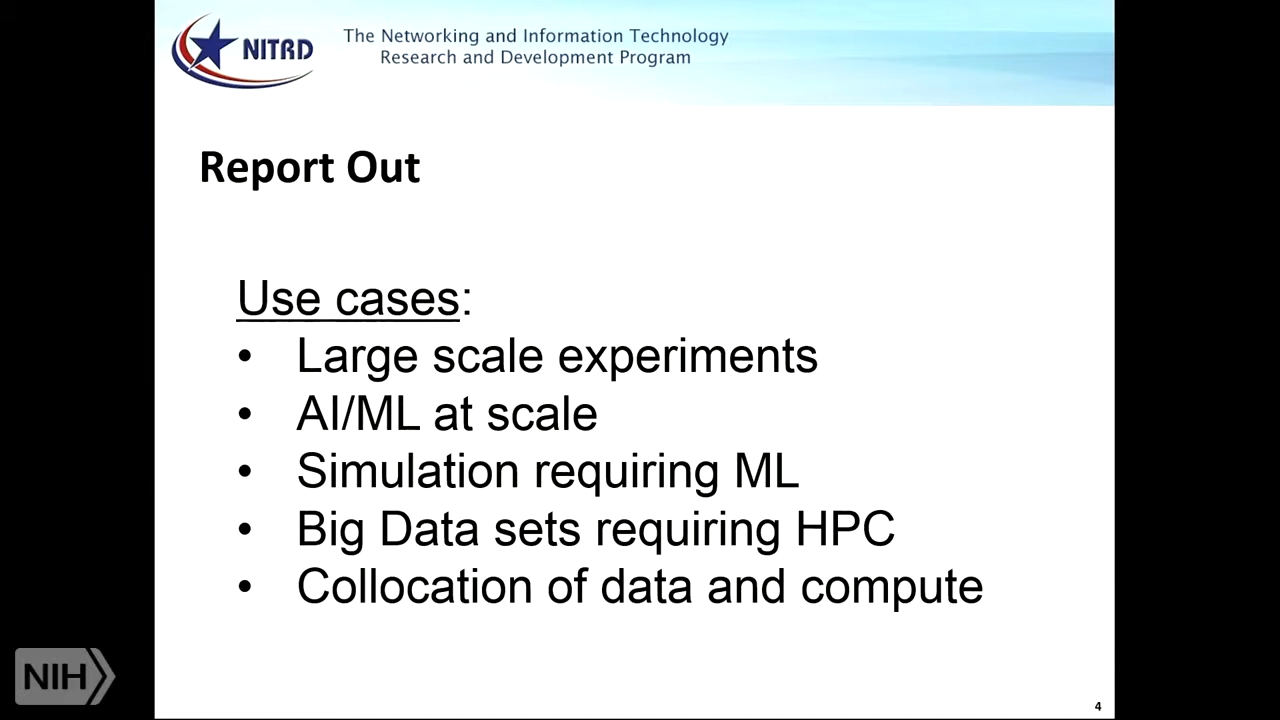 NITRD
The Networking and Information Technology
Research and Development Program
Report Out
Use cases:
• Large scale experiments
• AI/ML at scale
• Simulation requiring ML
• Big Data sets requiring HPC
• Collocation of data and compute
NIH
4